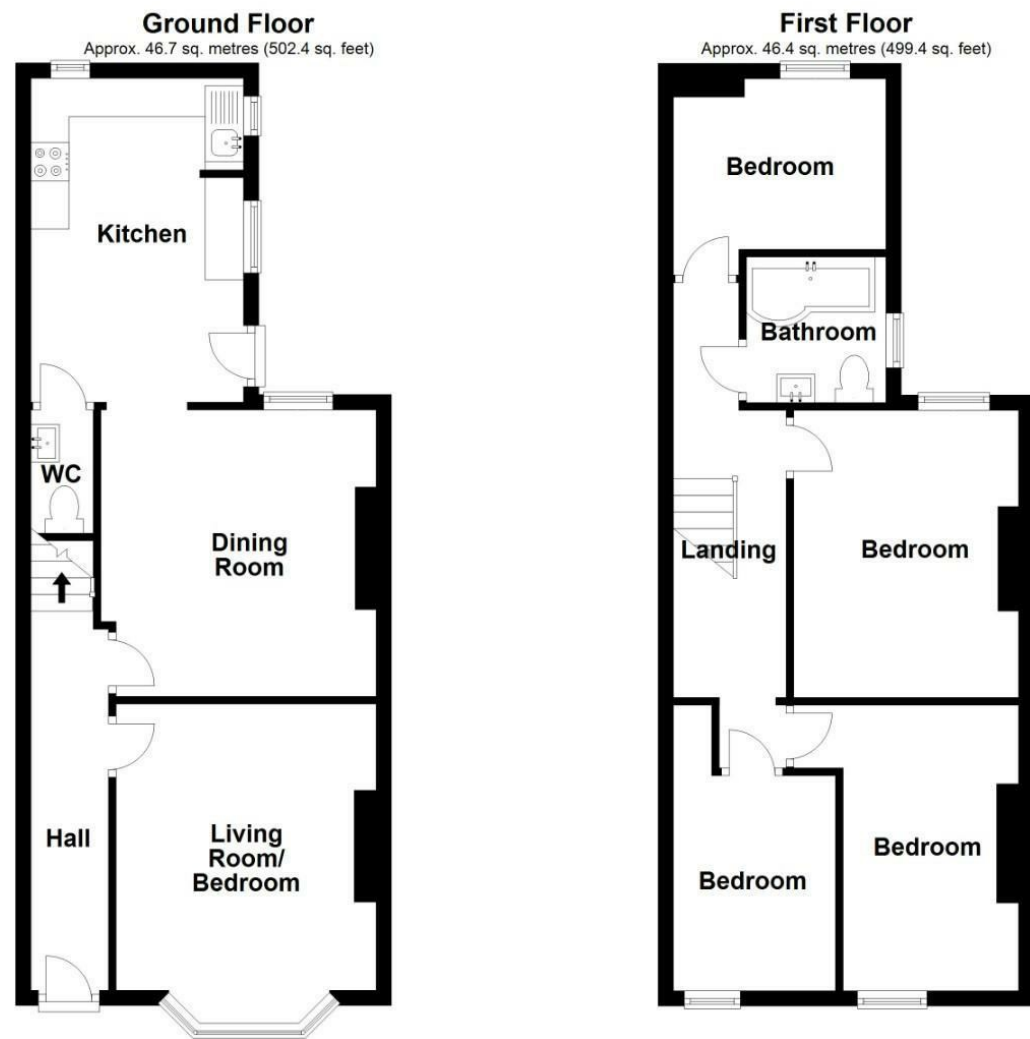 Ground Floor
Approx. 46.7 sq. metres (502.4 sq. feet)
Kitchen
WC
Dining
Room
Hall
Living
Room/
Bedroom
First Floor
Approx. 46.4 sq. metres (499.4 sq. feet)
Bedroom
Bathroom
Landing
Bedroom
Bedroom
Bedroom